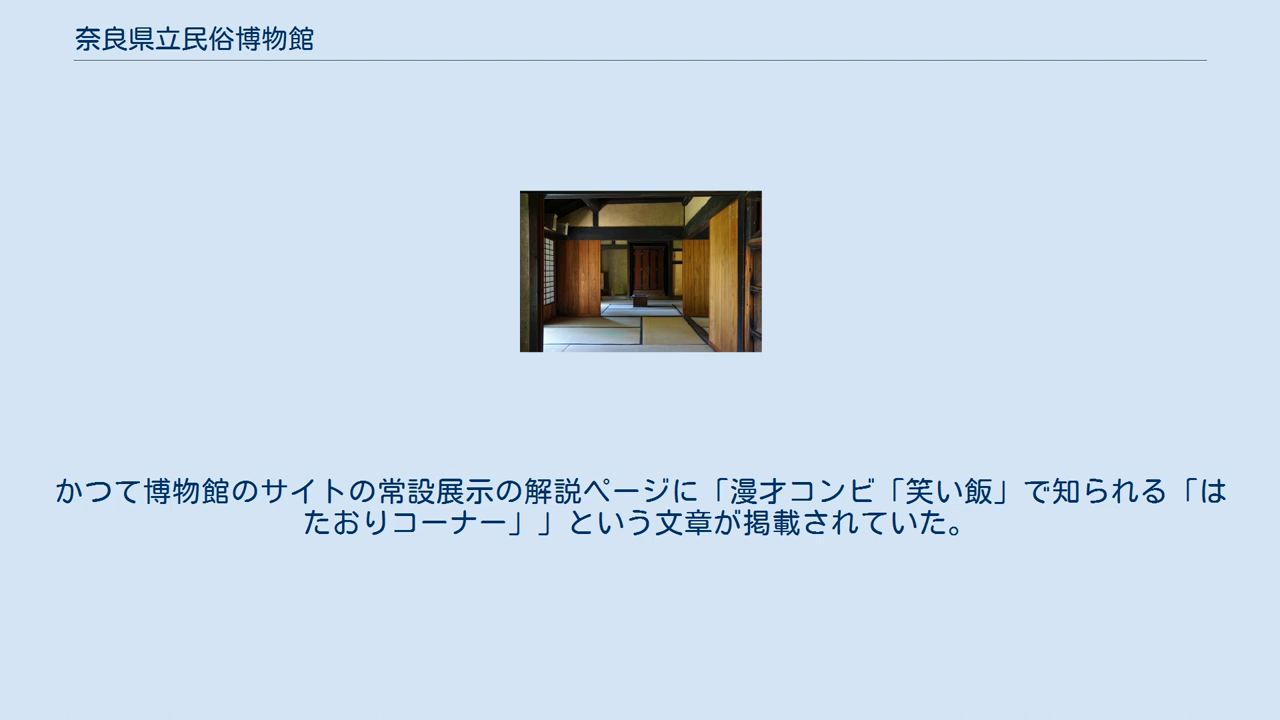 奈良県立民俗博物館
かつて博物館のサイトの常設展示の解説ページに「漫才コンビ「笑い飯」で知られる「は
たおりコーナー」」という文章が掲載されていた。